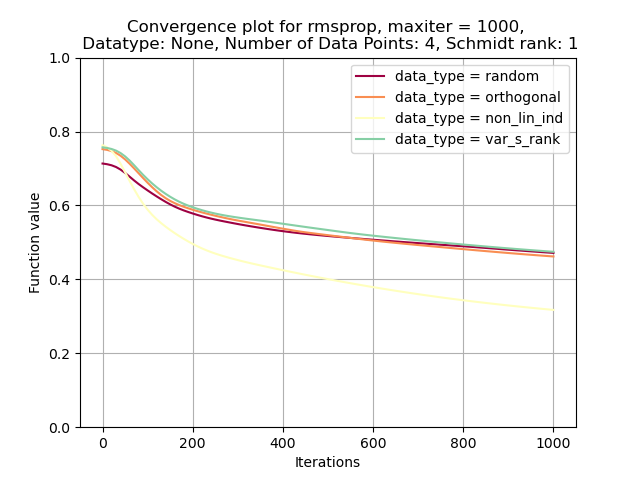 Convergence plot for rmsprop, maxiter = 1000,
Datatype: None, Number of Data Points: 4, Schmidt rank: 1
data_type = random
data_type = orthogonal
data_type = non_lin_ind
data_type = var_s_rank
1.0
0.8
0.6
0.4
0.2
0.0
Function value
0 200 400 600 800 1000
Iterations